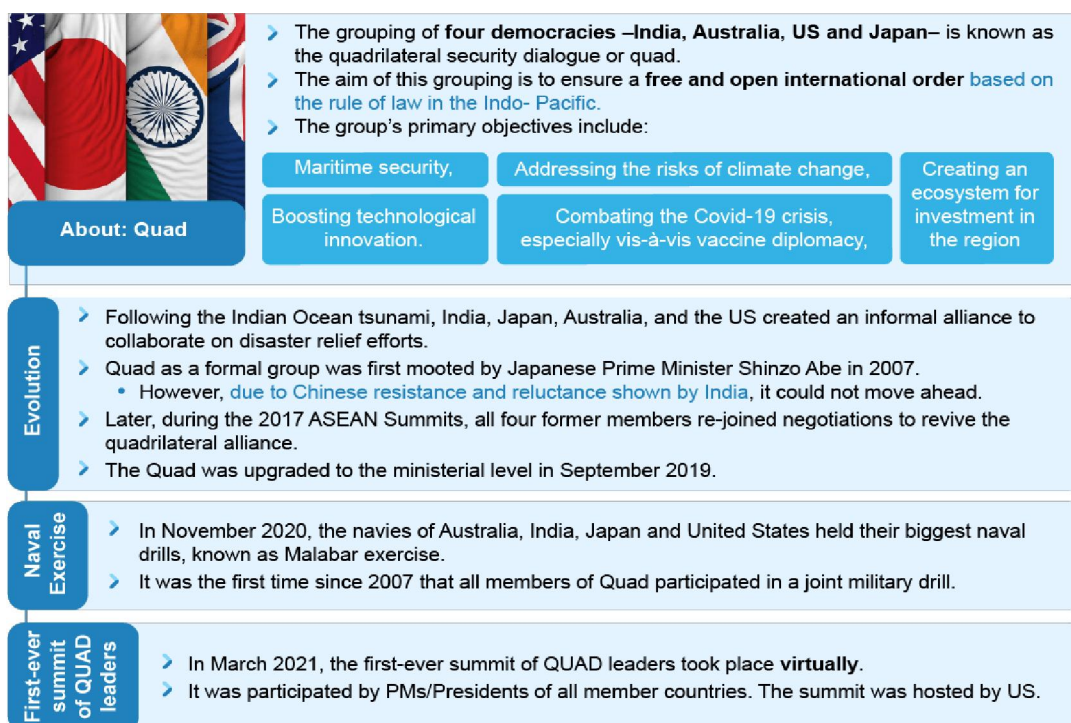 The grouping of four democracies –India, Australia, US and Japan– is known as
the quadrilateral security dialogue or quad.
The aim of this grouping is to ensure a free and open international order based on
the rule of law in the Indo- Pacific.
The group's primary objectives include:
Maritime security,
Addressing the risks of climate change,
Creating an
ecosystem for
investment in
the region
Boosting technological
innovation.
Combating the Covid-19 crisis,
especially vis-à-vis vaccine diplomacy,
About: Quad
Evolution
Following the Indian Ocean tsunami, India, Japan, Australia, and the US created an informal alliance to
collaborate on disaster relief efforts.
Quad as a formal group was first mooted by Japanese Prime Minister Shinzo Abe in 2007.
• However, due to Chinese resistance and reluctance shown by India, it could not move ahead.
Later, during the 2017 ASEAN Summits, all four former members re-joined negotiations to revive the
quadrilateral alliance.
The Quad was upgraded to the ministerial level in September 2019.
Naval
Exercise
In November 2020, the navies of Australia, India, Japan and United States held their biggest naval
drills, known as Malabar exercise.
It was the first time since 2007 that all members of Quad participated in a joint military drill.
First-ever
summit
of QUAD
leaders
In March 2021, the first-ever summit of QUAD leaders took place virtually.
It was participated by PMs/Presidents of all member countries. The summit was hosted by US.